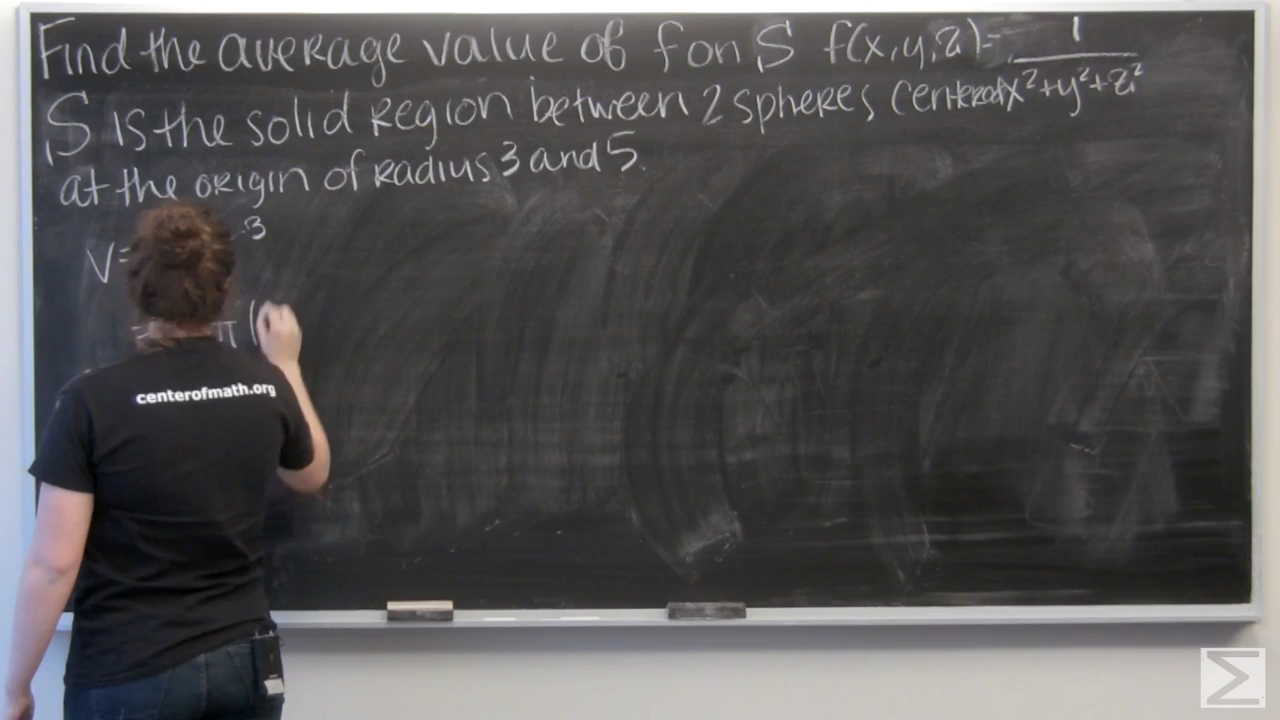 Find the average value of f on S f(x,y,z)= 1
S is the solid region between 2 spheres centered x²+y²+z²
at the origin of radius 3 and 5.
V= 3
= π (
centerofmath.org
Σ